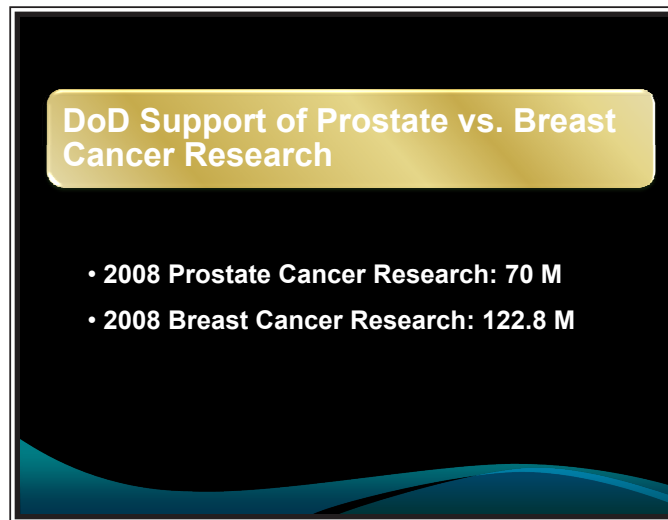 DoD Support of Prostate vs. Breast
Cancer Research
• 2008 Prostate Cancer Research: 70 M
• 2008 Breast Cancer Research: 122.8 M